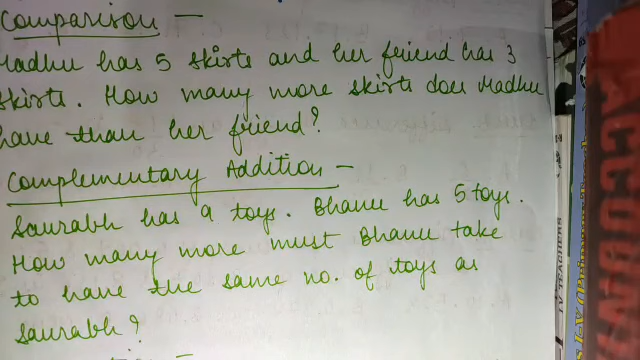 Comparison –
Madhu has 5 skirts and her friend has 3
skirts. How many more skirts does Madhu
have than her friend?
Complementary Addition –
Saurabh has 9 toys. Bhanu has 5 toys.
How many more must Bhanu take
to have the same no. of toys as
Saurabh?
ACCOUN
TEACHERS